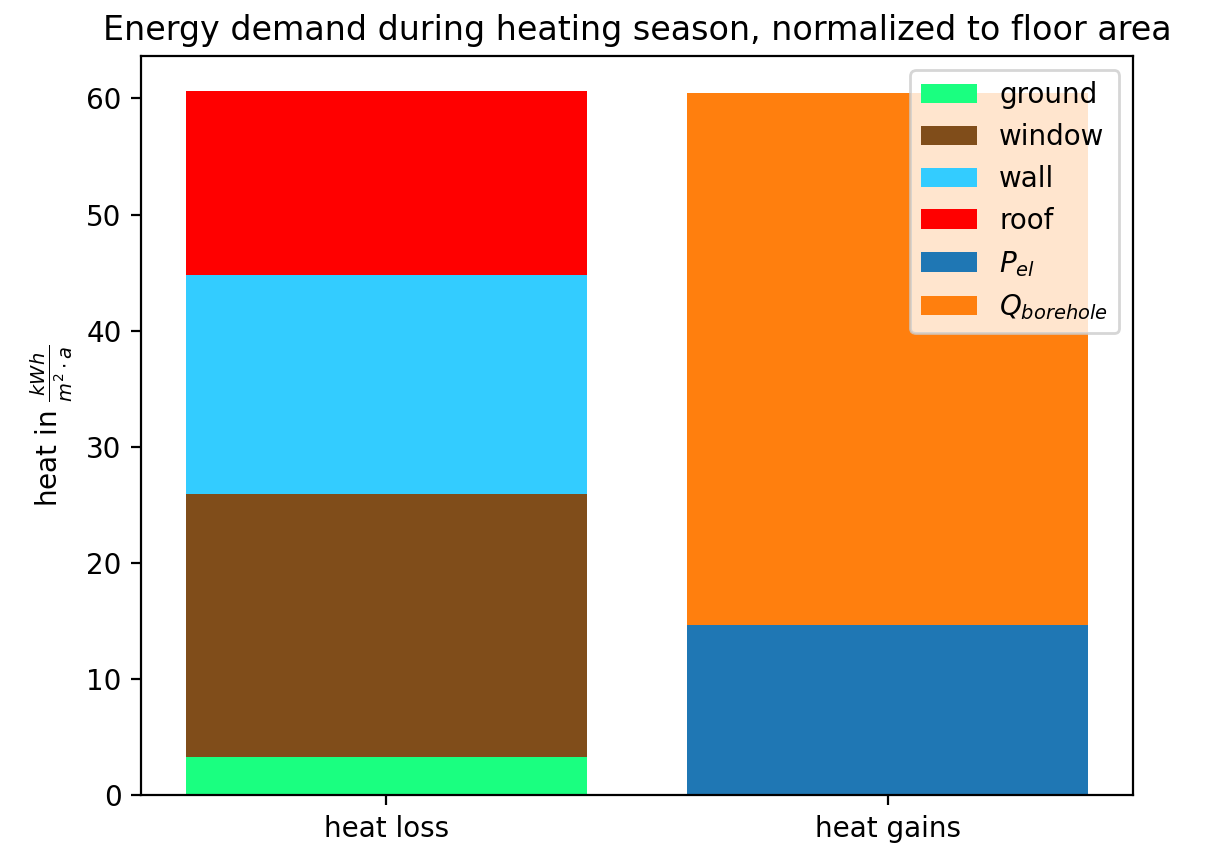 Energy demand during heating season, normalized to floor area
heat in kWh/m² · a
60
50
40
30
20
10
0
ground
window
wall
roof
P_el
Q_borehole
heat loss
heat gains